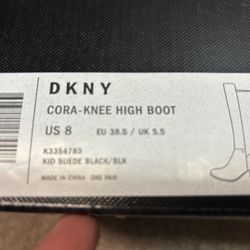 DKNY
CORA-KNEE HIGH BOOT
US 8 EU 38.5 / UK 5.5
K3354783
KID SUEDE BLACK/BLK
MADE IN CHINA · ONE PAIR